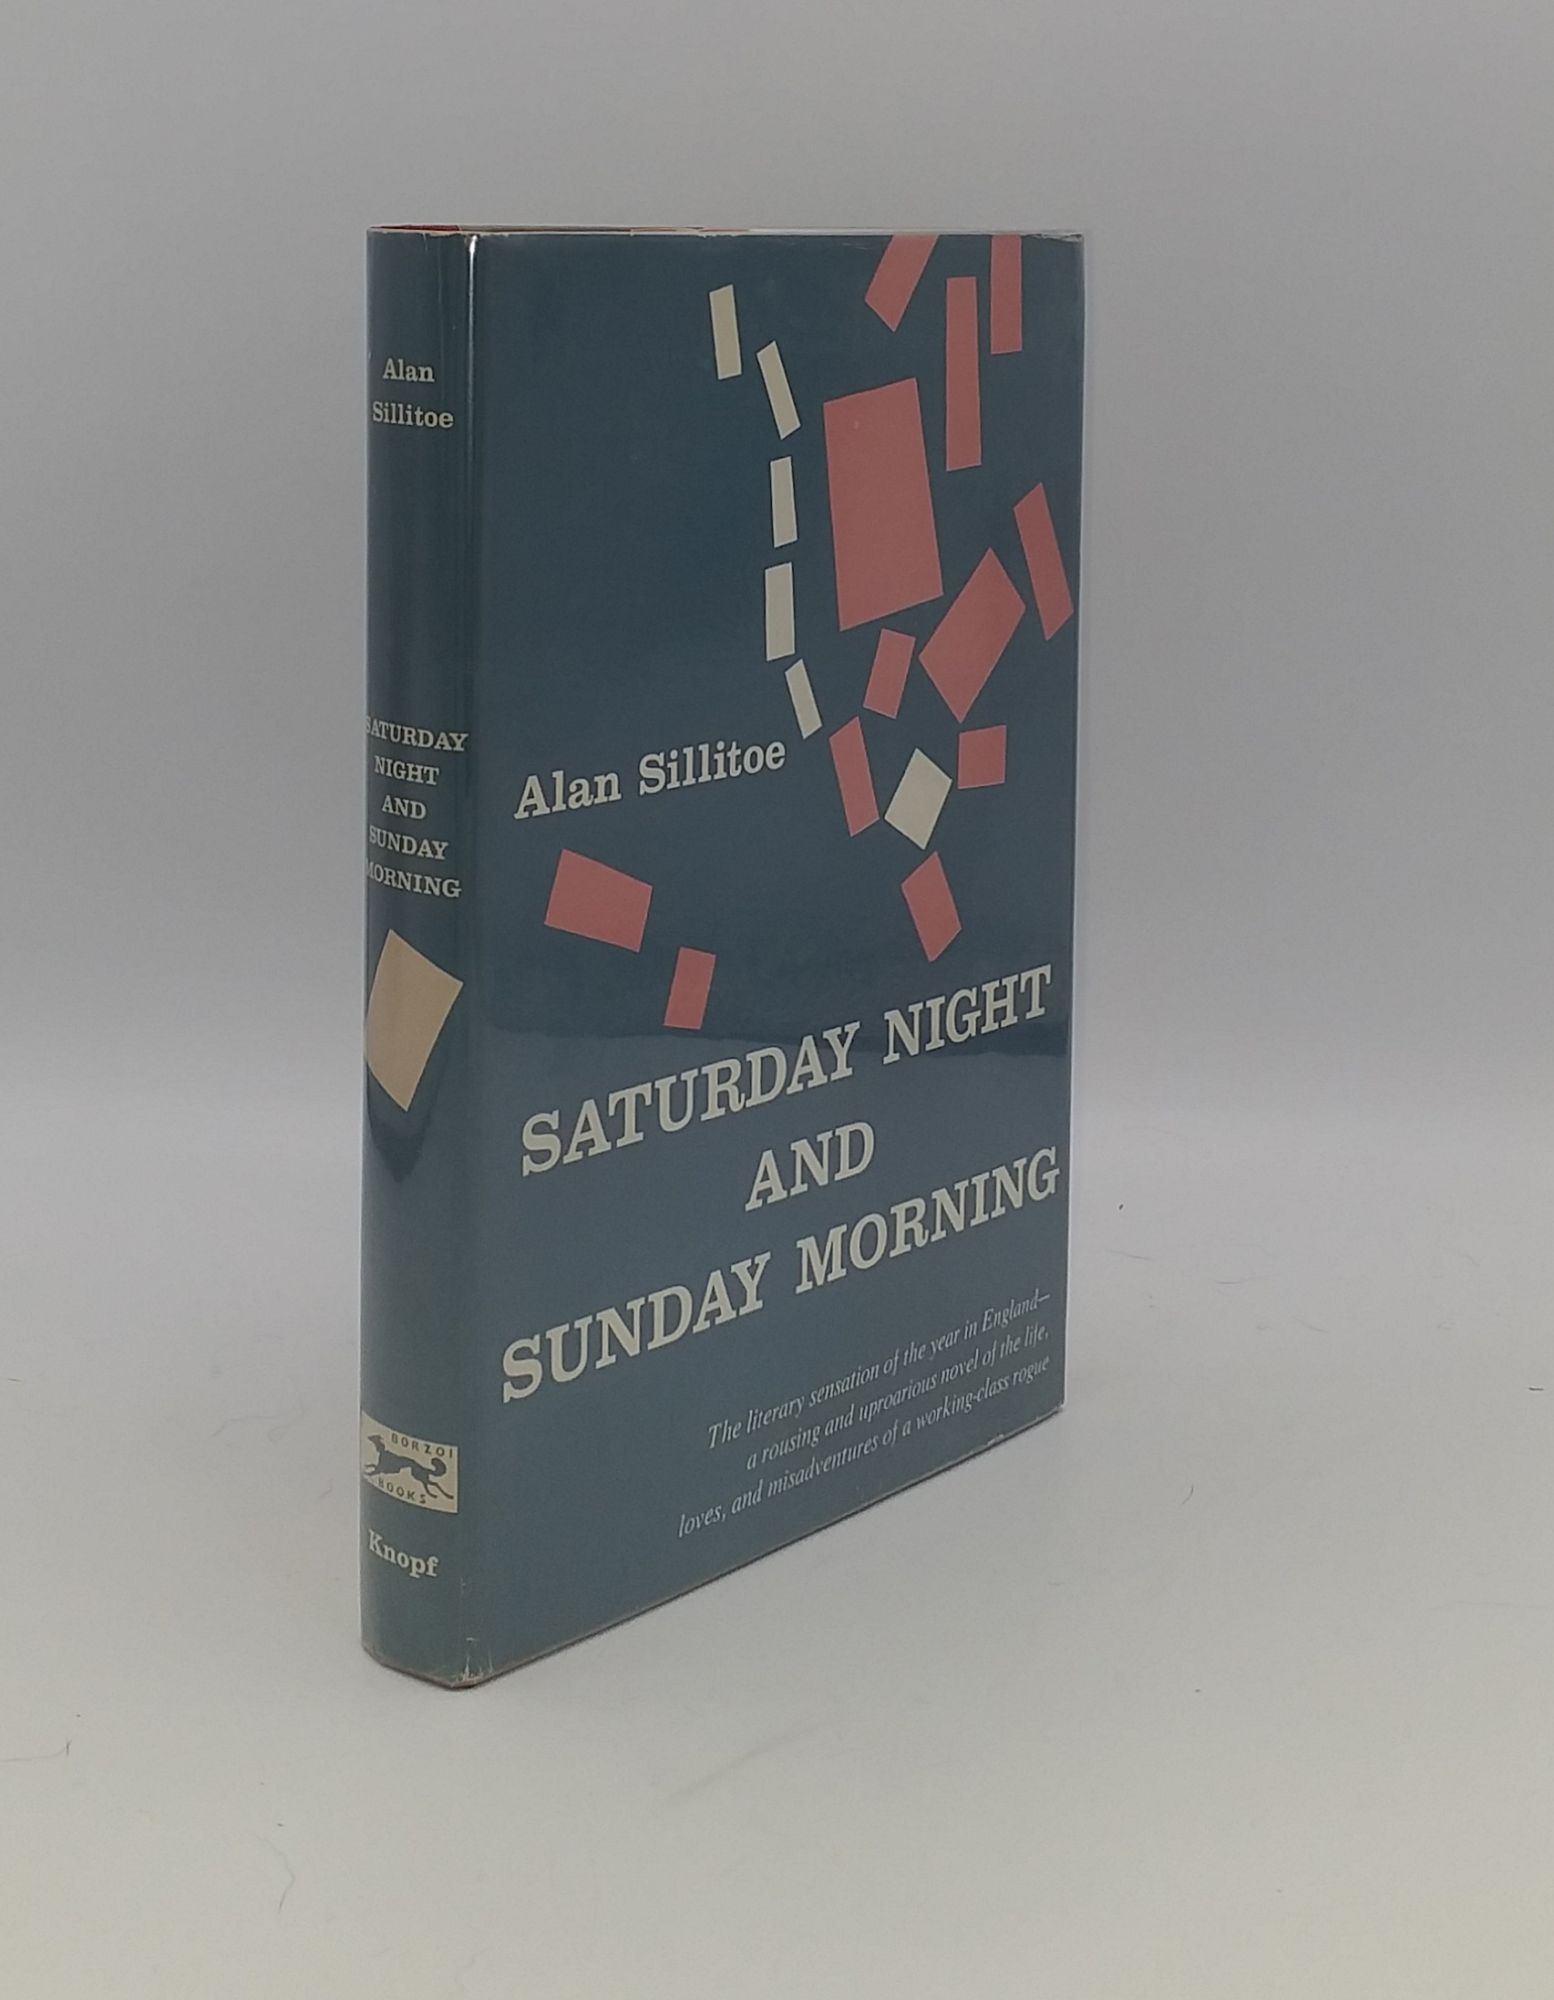 Alan
Sillitoe
SATURDAY
NIGHT
AND
SUNDAY
MORNING
BORZOI
BOOKS
Knopf
Alan Sillitoe
SATURDAY NIGHT
AND
SUNDAY MORNING
The literary sensation of the year in England—
a rousing and uproarious novel of the life,
loves, and misadventures of a working-class rogue